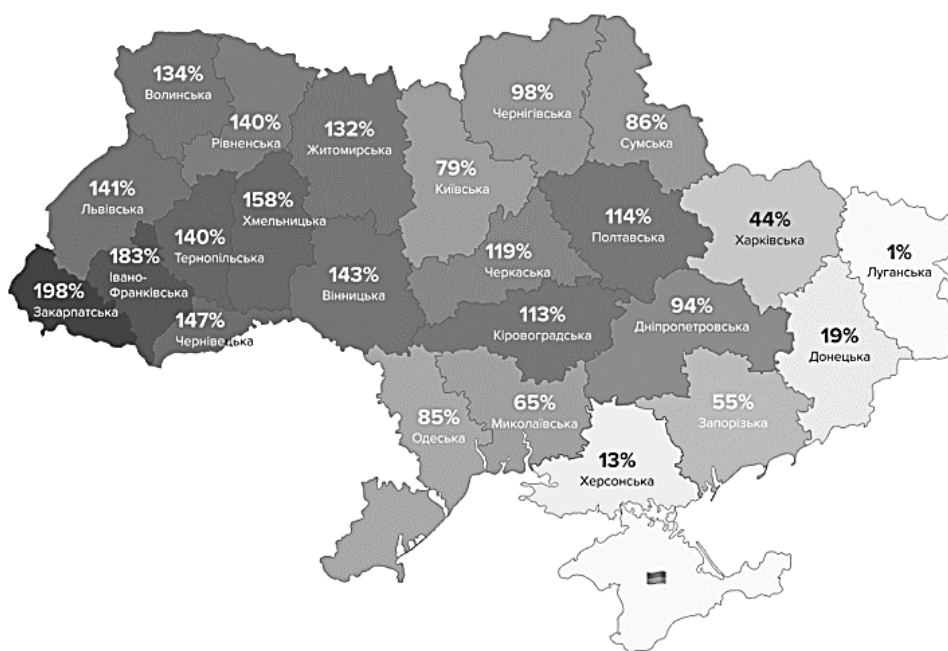 134%
Волинська
140%
Рівненська
132%
Житомирська
79%
Київська
98%
Чернігівська
86%
Сумська
141%
Львівська
140%
Тернопільська
158%
Хмельницька
143%
Вінницька
119%
Черкаська
114%
Полтавська
44%
Харківська
1%
Луганська
198%
Закарпатська
183%
Івано-
Франківська
147%
Чернівецька
113%
Кіровоградська
94%
Дніпропетровська
19%
Донецька
85%
Одеська
65%
Миколаївська
55%
Запорізька
13%
Херсонська